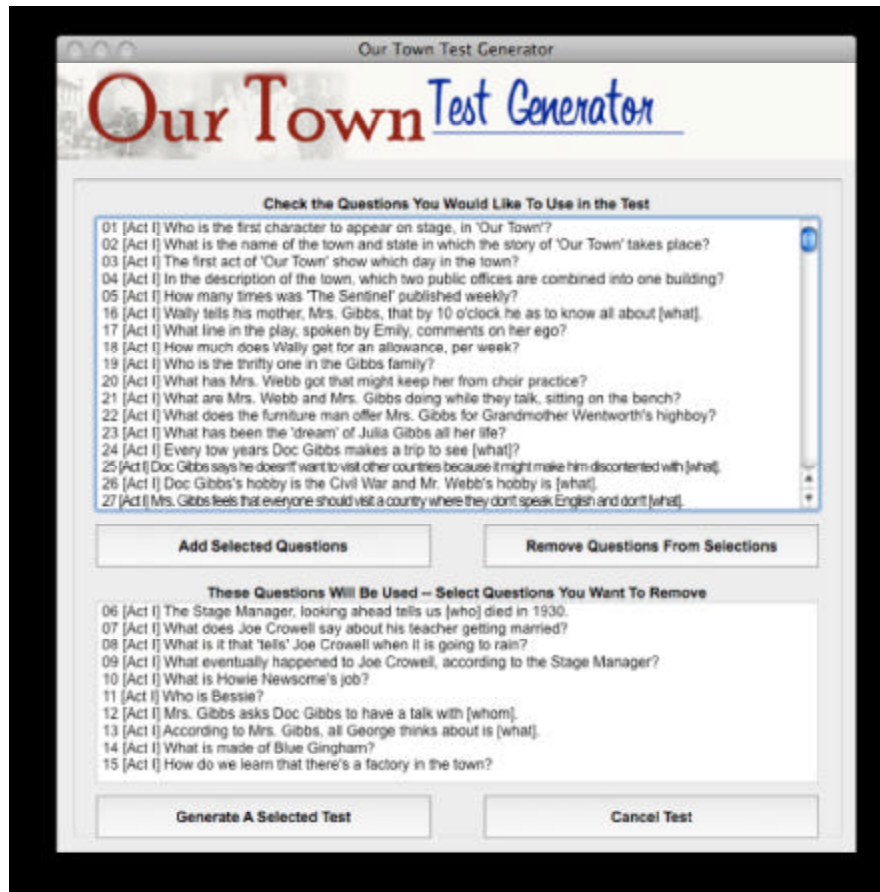 Our Town Test Generator
Our Town Test Generator
Check the Questions You Would Like To Use in the Test
01 [Act I] Who is the first character to appear on stage, in 'Our Town'?
02 [Act I] What is the name of the town and state in which the story of 'Our Town' takes place?
03 [Act I] The first act of 'Our Town' show which day in the town?
04 [Act I] In the description of the town, which two public offices are combined into one building?
05 [Act I] How many times was 'The Sentinel' published weekly?
16 [Act I] Wally tells his mother, Mrs. Gibbs, that by 10 o'clock he as to know all about [what].
17 [Act I] What line in the play, spoken by Emily, comments on her ego?
18 [Act I] How much does Wally get for an allowance, per week?
19 [Act I] Who is the thrifty one in the Gibbs family?
20 [Act I] What has Mrs. Webb got that might keep her from choir practice?
21 [Act I] What are Mrs. Webb and Mrs. Gibbs doing while they talk, sitting on the bench?
22 [Act I] What does the furniture man offer Mrs. Gibbs for Grandmother Wentworth's highboy?
23 [Act I] What has been the 'dream' of Julia Gibbs all her life?
24 [Act I] Every tow years Doc Gibbs makes a trip to see [what]?
25 [Act I] Doc Gibbs says he doesn't want to visit other countries because it might make him discontented with [what].
26 [Act I] Doc Gibbs's hobby is the Civil War and Mr. Webb's hobby is [what].
27 [Act I] Mrs. Gibbs feels that everyone should visit a country where they don't speak English and don't [what].
Add Selected Questions
Remove Questions From Selections
These Questions Will Be Used -- Select Questions You Want To Remove
06 [Act I] The Stage Manager, looking ahead tells us [who] died in 1930.
07 [Act I] What does Joe Crowell say about his teacher getting married?
08 [Act I] What is it that 'tells' Joe Crowell when it is going to rain?
09 [Act I] What eventually happened to Joe Crowell, according to the Stage Manager?
10 [Act I] What is Howie Newsome's job?
11 [Act I] Who is Bessie?
12 [Act I] Mrs. Gibbs asks Doc Gibbs to have a talk with [whom].
13 [Act I] According to Mrs. Gibbs, all George thinks about is [what].
14 [Act I] What is made of Blue Gingham?
15 [Act I] How do we learn that there's a factory in the town?
Generate A Selected Test
Cancel Test